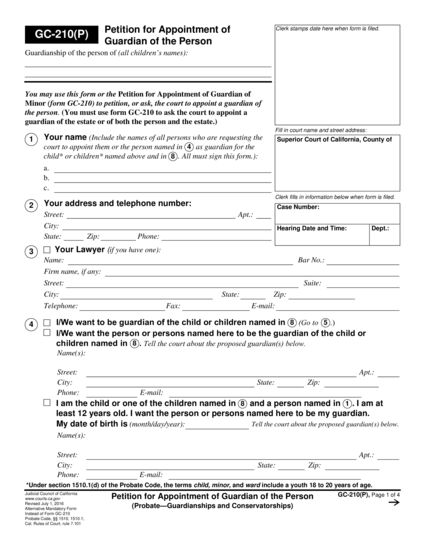 GC-210(P)
Petition for Appointment of
Guardian of the Person
Clerk stamps date here when form is filed.
Guardianship of the person of (all children's names):
You may use this form or the Petition for Appointment of Guardian of
Minor (form GC-210) to petition, or ask, the court to appoint a guardian of
the person. (You must use form GC-210 to ask the court to appoint a
guardian of the estate or of both the person and the estate.)
Fill in court name and street address:
Superior Court of California, County of
1 Your name (Include the names of all persons who are requesting the
court to appoint them or the person named in 4 as guardian for the
child* or children* named above and in 8. All must sign this form.):
a.
b.
c.
Clerk fills in information below when form is filed.
Case Number:
Hearing Date and Time: Dept.:
2 Your address and telephone number:
Street: Apt.:
City:
State: Zip: Phone:
3 Your Lawyer (if you have one):
Name: Bar No.:
Firm name, if any:
Street: Suite:
City: State: Zip:
Telephone: Fax: E-mail:
4 I/We want to be guardian of the child or children named in 8 (Go to 5.)
I/We want the person or persons named here to be the guardian of the child or
children named in 8. Tell the court about the proposed guardian(s) below.
Name(s):
Street: Apt.:
City: State: Zip:
Phone: E-mail:
I am the child or one of the children named in 8 and a person named in 1. I am at
least 12 years old. I want the person or persons named here to be my guardian.
My date of birth is (month/day/year): Tell the court about the proposed guardian(s) below.
Name(s):
Street: Apt.:
City: State: Zip:
Phone: E-mail:
*Under section 1510.1(d) of the Probate Code, the terms child, minor, and ward include a youth 18 to 20 years of age.
Judicial Council of California
www.courts.ca.gov
Revised July 1, 2016
Alternative Mandatory Form
Instead of Form GC-210
Probate Code, §§ 1510, 1510.1,
Cal. Rules of Court, rule 7.101
Petition for Appointment of Guardian of the Person
(Probate—Guardianships and Conservatorships)
GC-210(P), Page 1 of 4